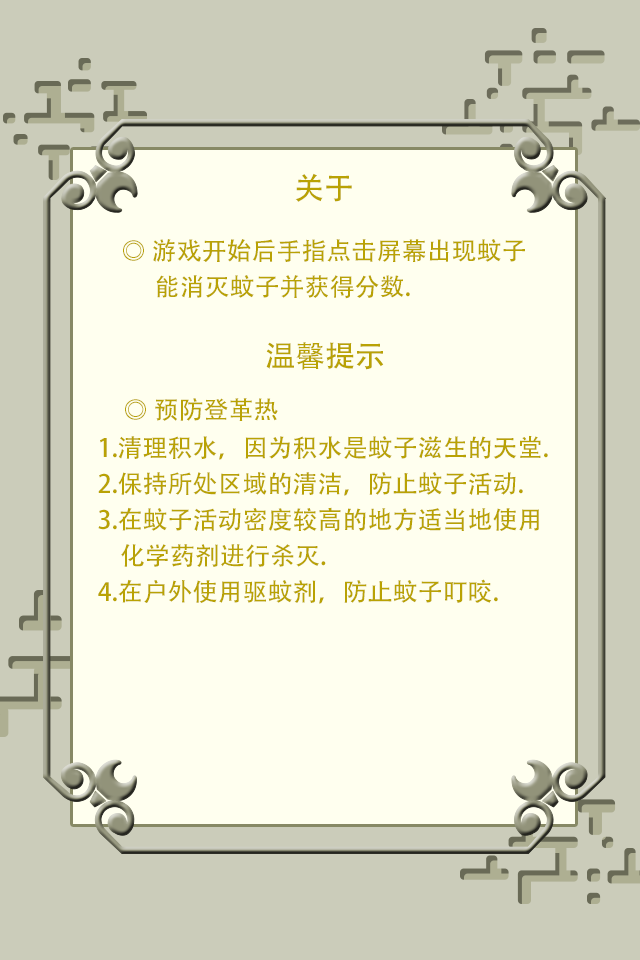 关于
◎ 游戏开始后手指点击屏幕出现蚊子
能消灭蚊子并获得分数.
温馨提示
◎ 预防登革热
1.清理积水，因为积水是蚊子滋生的天堂.
2.保持所处区域的清洁，防止蚊子活动.
3.在蚊子活动密度较高的地方适当地使用
化学药剂进行杀灭.
4.在户外使用驱蚊剂，防止蚊子叮咬.